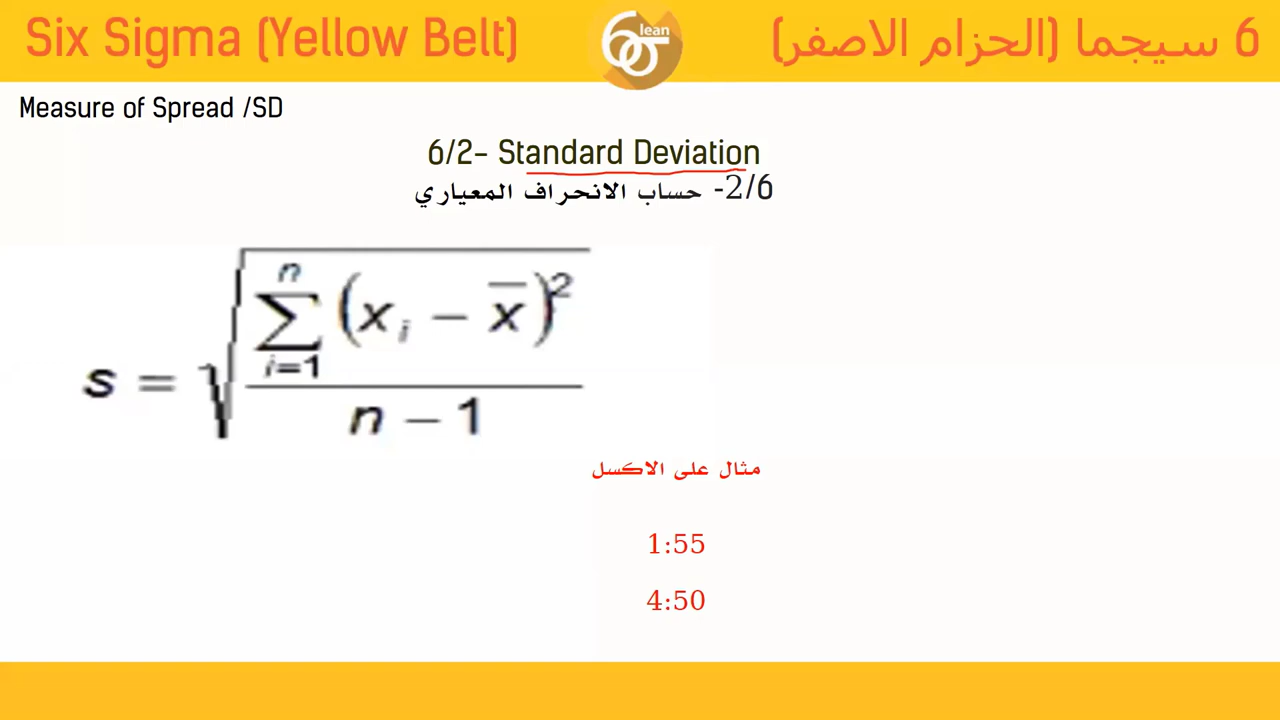 Six Sigma (Yellow Belt)
lean
6σ
6 سيجما (الحزام الاصفر)
Measure of Spread /SD
6/2- Standard Deviation
2/6- حساب الانحراف المعياري
s = √( ∑_{i=1}^{n} (x_i − x̄)² / (n − 1) )
مثال على الاكسل
1:55
4:50